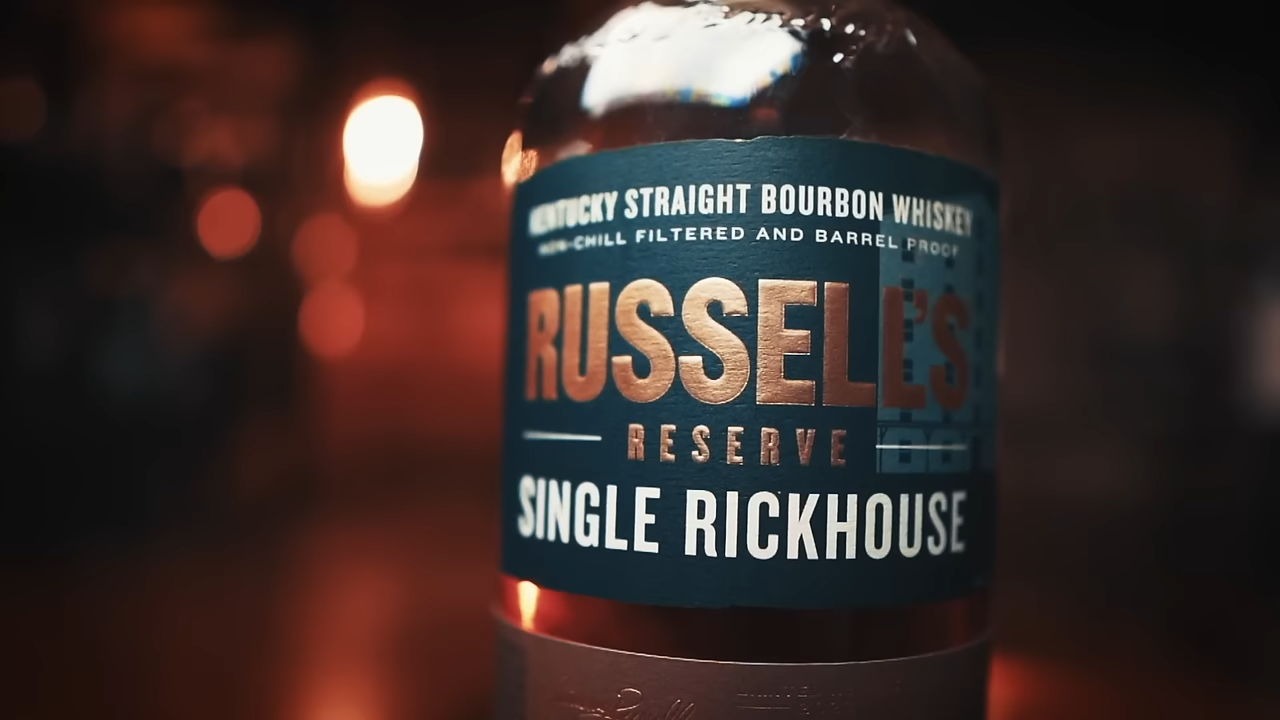 KENTUCKY STRAIGHT BOURBON WHISKEY
NON-CHILL FILTERED AND BARREL PROOF
RUSSELL'S
RESERVE
SINGLE RICKHOUSE